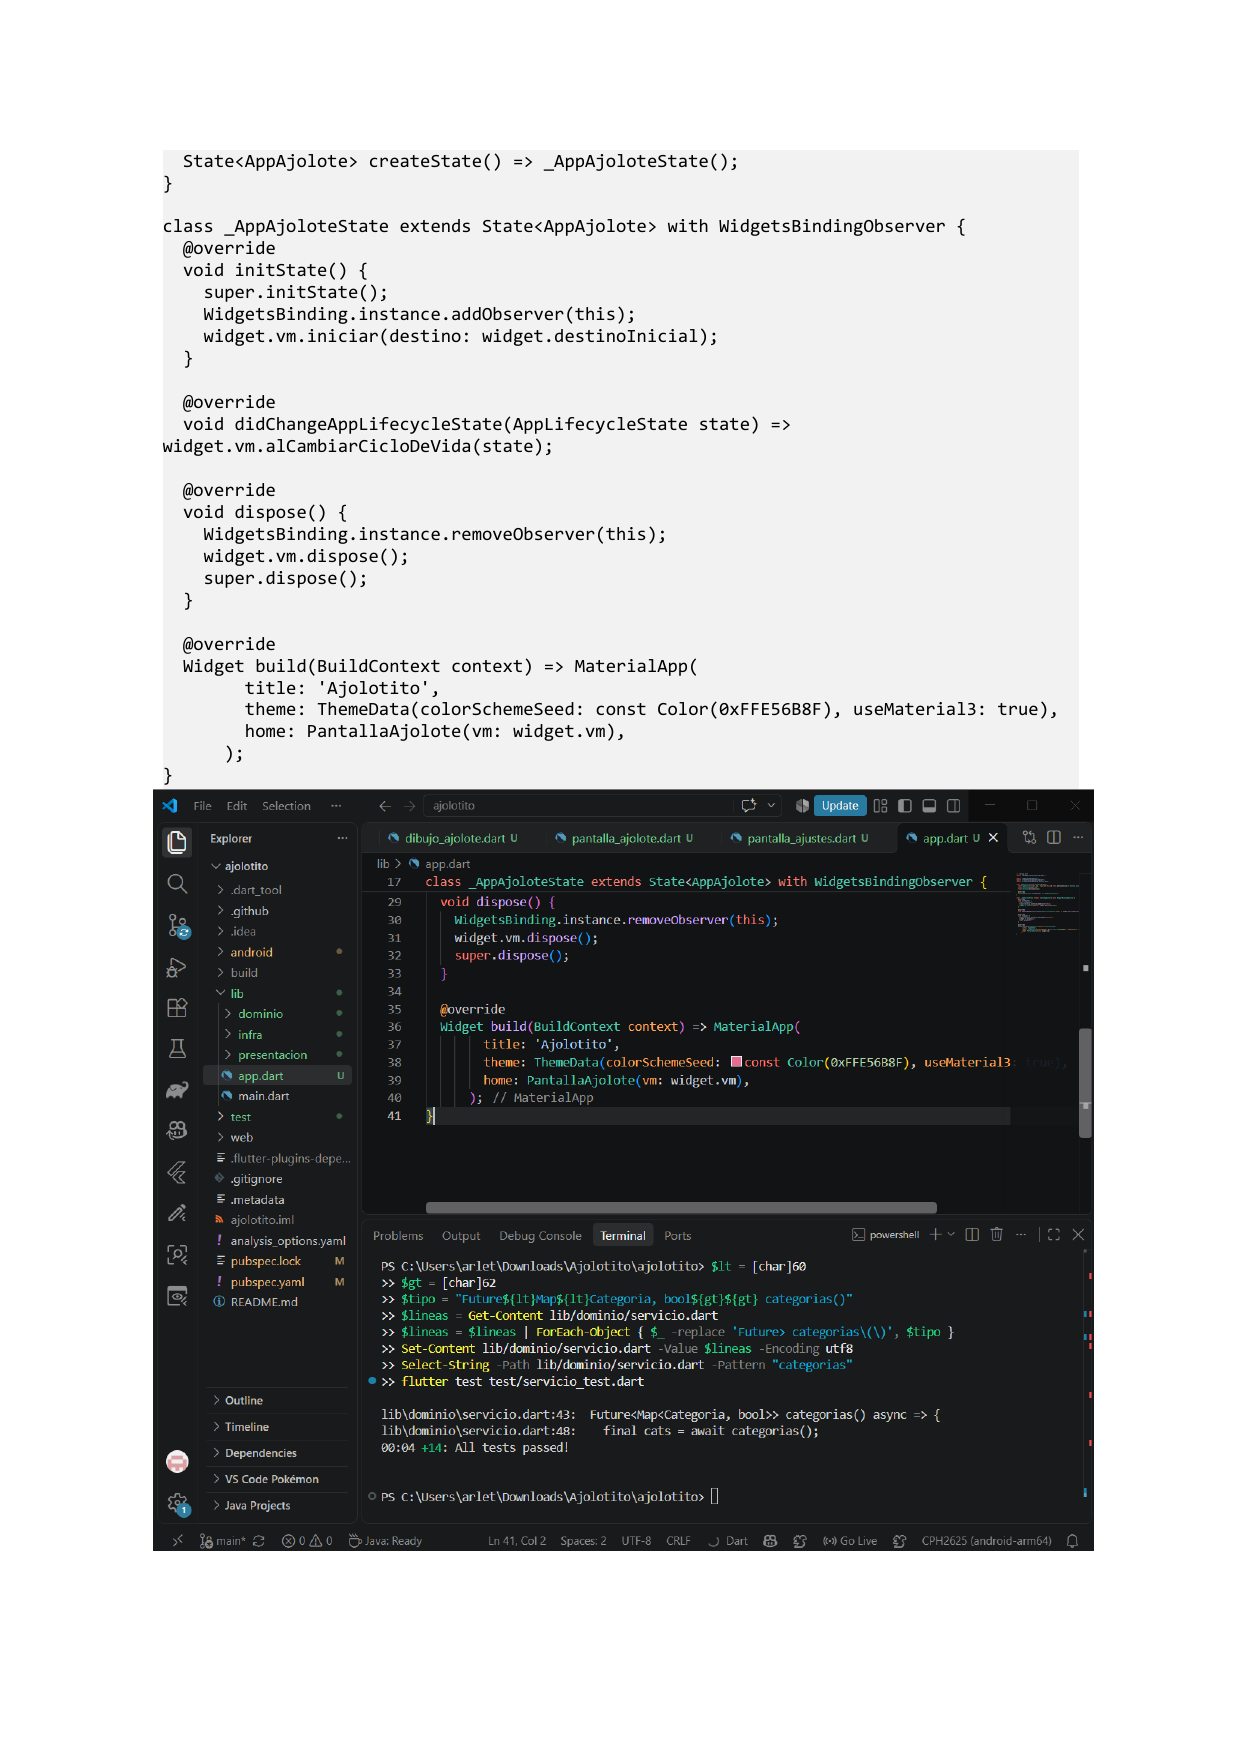 State<AppAjolote> createState() => _AppAjoloteState();
}

class _AppAjoloteState extends State<AppAjolote> with WidgetsBindingObserver {
  @override
  void initState() {
    super.initState();
    WidgetsBinding.instance.addObserver(this);
    widget.vm.iniciar(destino: widget.destinoInicial);
  }

  @override
  void didChangeAppLifecycleState(AppLifecycleState state) =>
widget.vm.alCambiarCicloDeVida(state);

  @override
  void dispose() {
    WidgetsBinding.instance.removeObserver(this);
    widget.vm.dispose();
    super.dispose();
  }

  @override
  Widget build(BuildContext context) => MaterialApp(
        title: 'Ajolotito',
        theme: ThemeData(colorSchemeSeed: const Color(0xFFE56B8F), useMaterial3: true),
        home: PantallaAjolote(vm: widget.vm),
      );
}
File Edit Selection ··· ajolotito Update
Explorer ···
ajolotito
.dart_tool
.github
.idea
android
build
lib
dominio
infra
presentacion
app.dart U
main.dart
test
web
.flutter-plugins-depe...
.gitignore
.metadata
ajolotito.iml
analysis_options.yaml
pubspec.lock M
pubspec.yaml M
README.md
Outline
Timeline
Dependencies
VS Code Pokémon
Java Projects
dibujo_ajolote.dart U pantalla_ajolote.dart U pantalla_ajustes.dart U app.dart U
lib > app.dart
17 class _AppAjoloteState extends State<AppAjolote> with WidgetsBindingObserver {
29 void dispose() {
30 WidgetsBinding.instance.removeObserver(this);
31 widget.vm.dispose();
32 super.dispose();
33 }
34
35 @override
36 Widget build(BuildContext context) => MaterialApp(
37 title: 'Ajolotito',
38 theme: ThemeData(colorSchemeSeed: const Color(0xFFE56B8F), useMaterial3: true),
39 home: PantallaAjolote(vm: widget.vm),
40 ); // MaterialApp
41 }
Problems Output Debug Console Terminal Ports powershell
PS C:\Users\arlet\Downloads\Ajolotito\ajolotito> $lt = [char]60
>> $gt = [char]62
>> $tipo = "Future${lt}Map${lt}Categoria, bool${gt}${gt} categorias()"
>> $lineas = Get-Content lib/dominio/servicio.dart
>> $lineas = $lineas | ForEach-Object { $_ -replace 'Future> categorias\(\)', $tipo }
>> Set-Content lib/dominio/servicio.dart -Value $lineas -Encoding utf8
>> Select-String -Path lib/dominio/servicio.dart -Pattern "categorias"
>> flutter test test/servicio_test.dart

lib\dominio\servicio.dart:43:  Future<Map<Categoria, bool>> categorias() async => {
lib\dominio\servicio.dart:48:    final cats = await categorias();
00:04 +14: All tests passed!

PS C:\Users\arlet\Downloads\Ajolotito\ajolotito>
1
main* 0 0 Java: Ready Ln 41, Col 2 Spaces: 2 UTF-8 CRLF Dart Go Live CPH2625 (android-arm64)